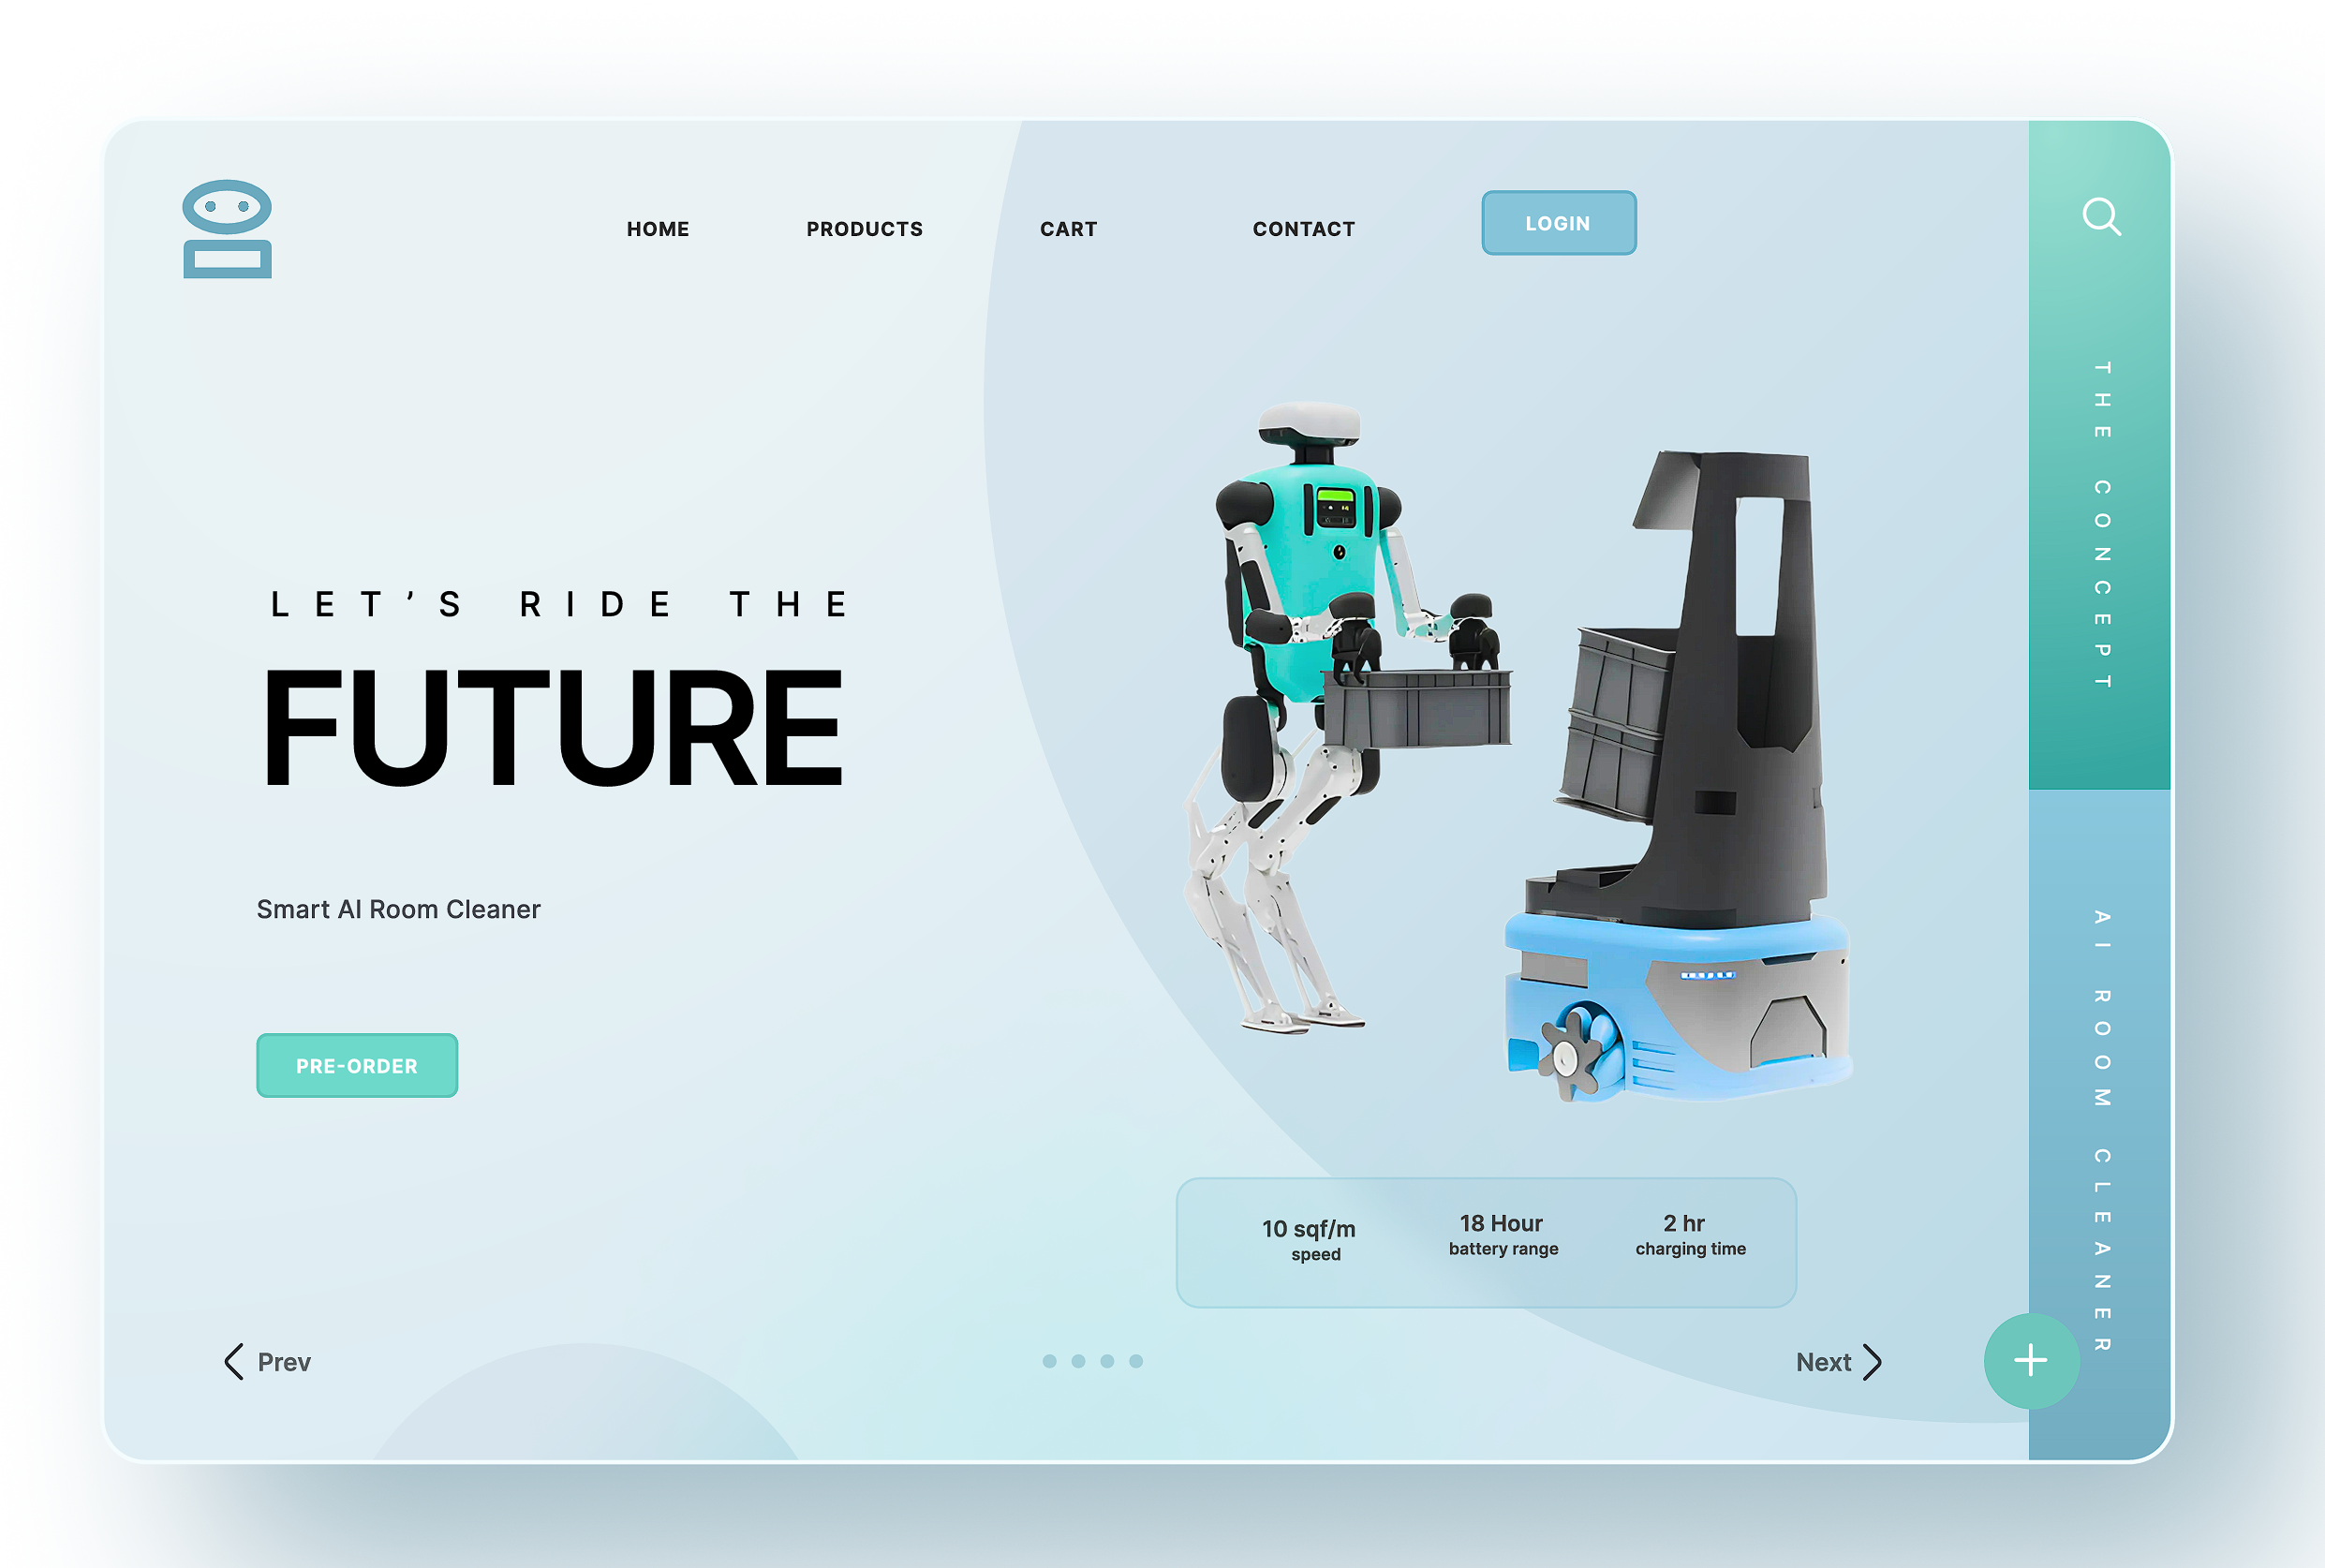 HOME
PRODUCTS
CART
CONTACT
LOGIN
THE CONCEPT
LET’S RIDE THE
FUTURE
Smart AI Room Cleaner
PRE-ORDER
AI ROOM CLEANER
10 sqf/m
speed
18 Hour
battery range
2 hr
charging time
Prev
Next